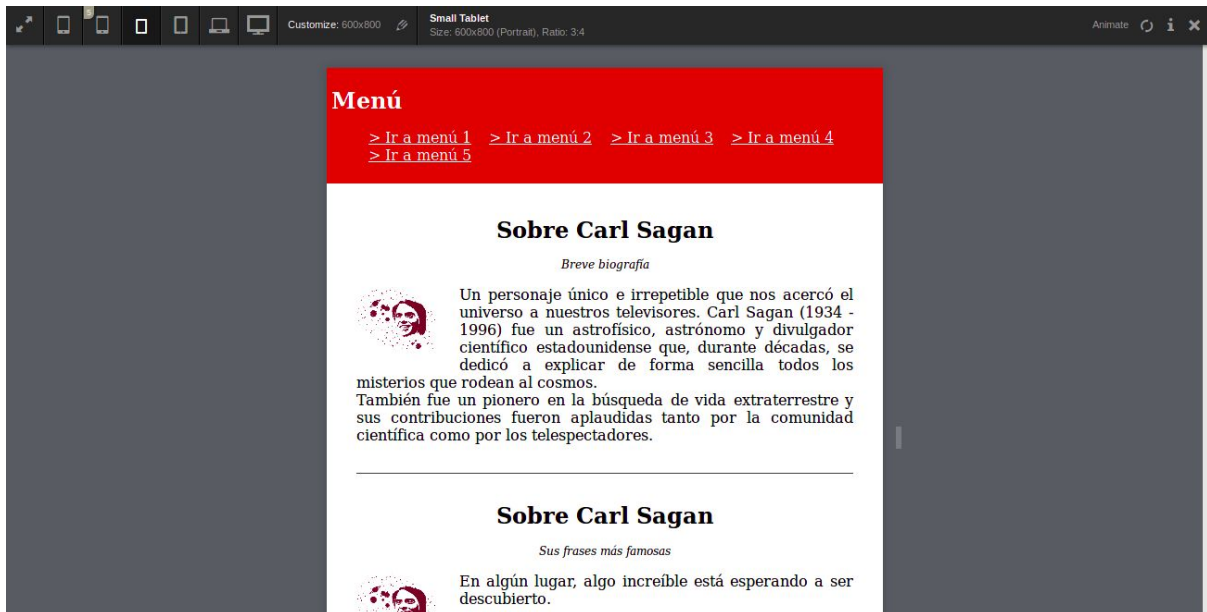 S
Customize: 600x800
Small Tablet
Size: 600x800 (Portrait), Ratio: 3:4
Animate
Menú
> Ir a menú 1 > Ir a menú 2 > Ir a menú 3 > Ir a menú 4
> Ir a menú 5
Sobre Carl Sagan
Breve biografía
Un personaje único e irrepetible que nos acercó el
universo a nuestros televisores. Carl Sagan (1934 -
1996) fue un astrofísico, astrónomo y divulgador
científico estadounidense que, durante décadas, se
dedicó a explicar de forma sencilla todos los
misterios que rodean al cosmos.
También fue un pionero en la búsqueda de vida extraterrestre y
sus contribuciones fueron aplaudidas tanto por la comunidad
científica como por los telespectadores.
Sobre Carl Sagan
Sus frases más famosas
En algún lugar, algo increíble está esperando a ser
descubierto.